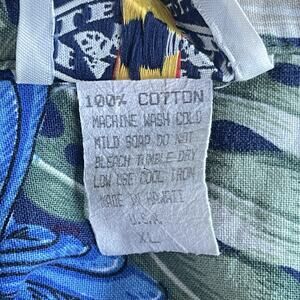 100% COTTON
MACHINE WASH COLD
MILD SOAP DO NOT
BLEACH TUMBLE DRY
LOW USE COOL IRON
MADE IN HAWAII
U.S.A
XL